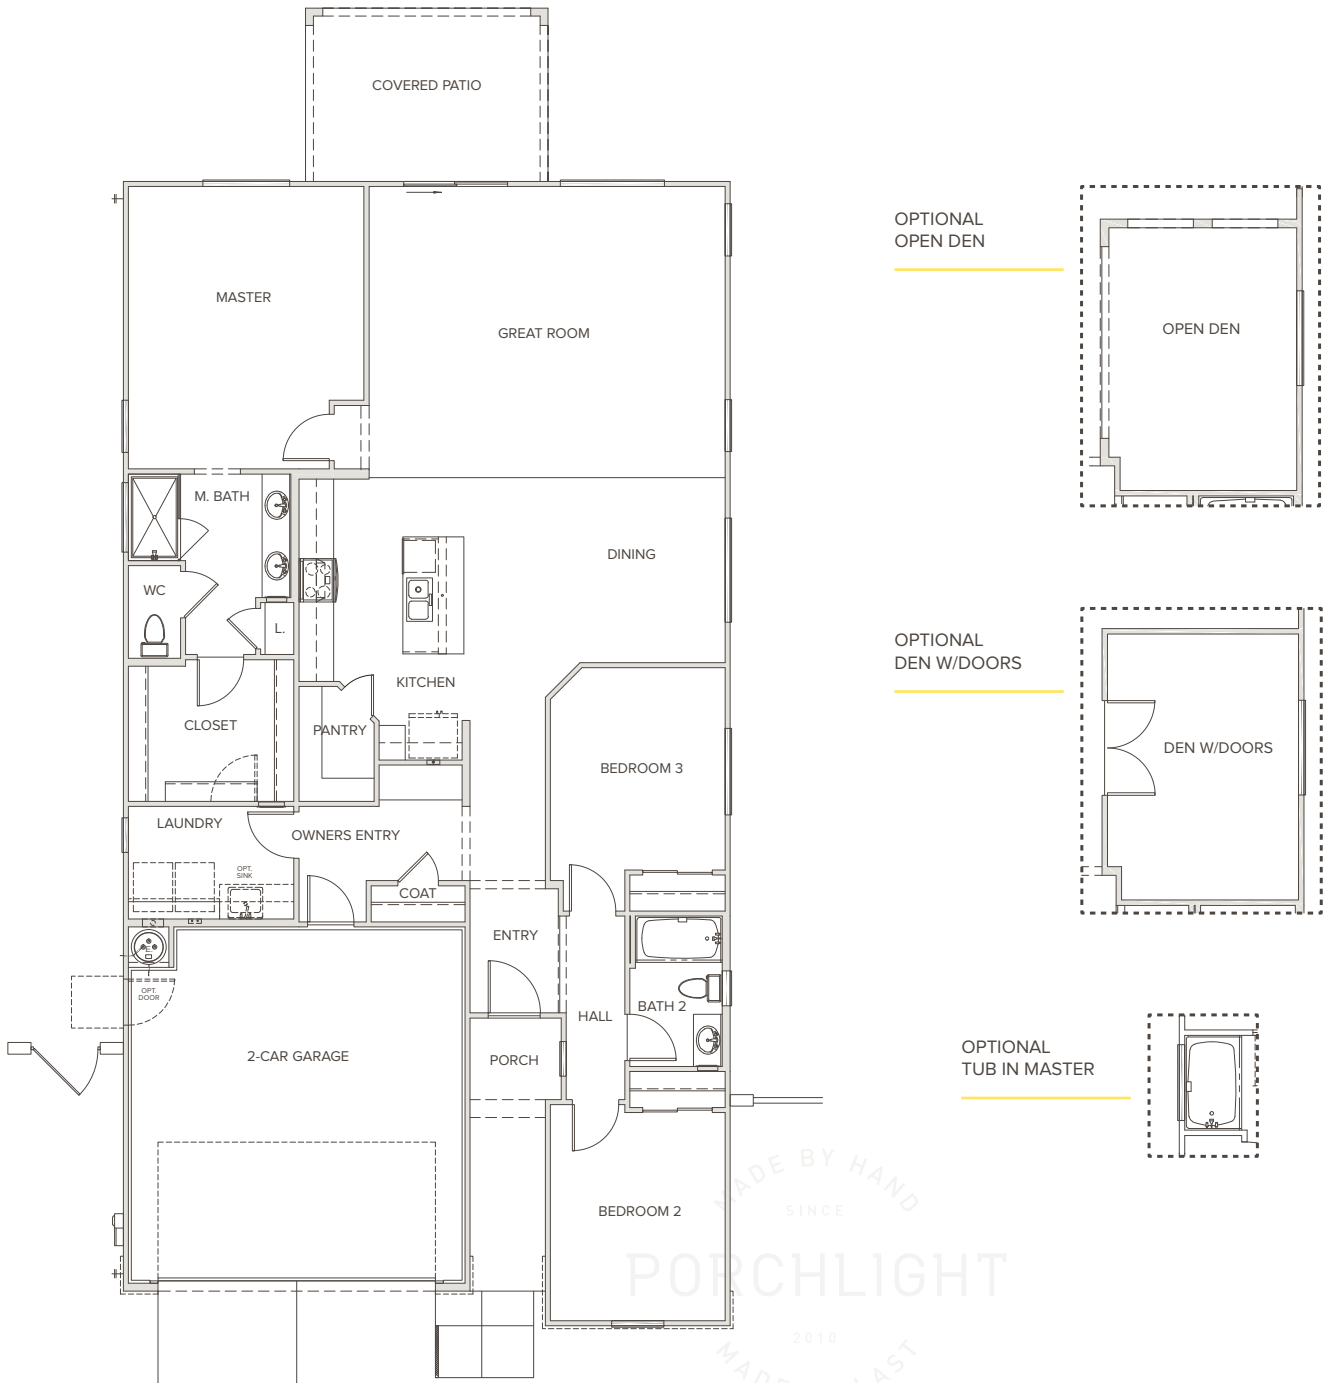 COVERED PATIO
OPTIONAL
OPEN DEN
MASTER
GREAT ROOM
OPEN DEN
M. BATH
DINING
WC
L.
OPTIONAL
DEN W/DOORS
KITCHEN
CLOSET
PANTRY
DEN W/DOORS
BEDROOM 3
LAUNDRY
OWNERS ENTRY
OPT.
SINK
COAT
S
ENTRY
E
OPT.
DOOR
BATH 2
HALL
2-CAR GARAGE
PORCH
OPTIONAL
TUB IN MASTER
MADE BY HAND
SINCE
BEDROOM 2
PORCHLIGHT
2010